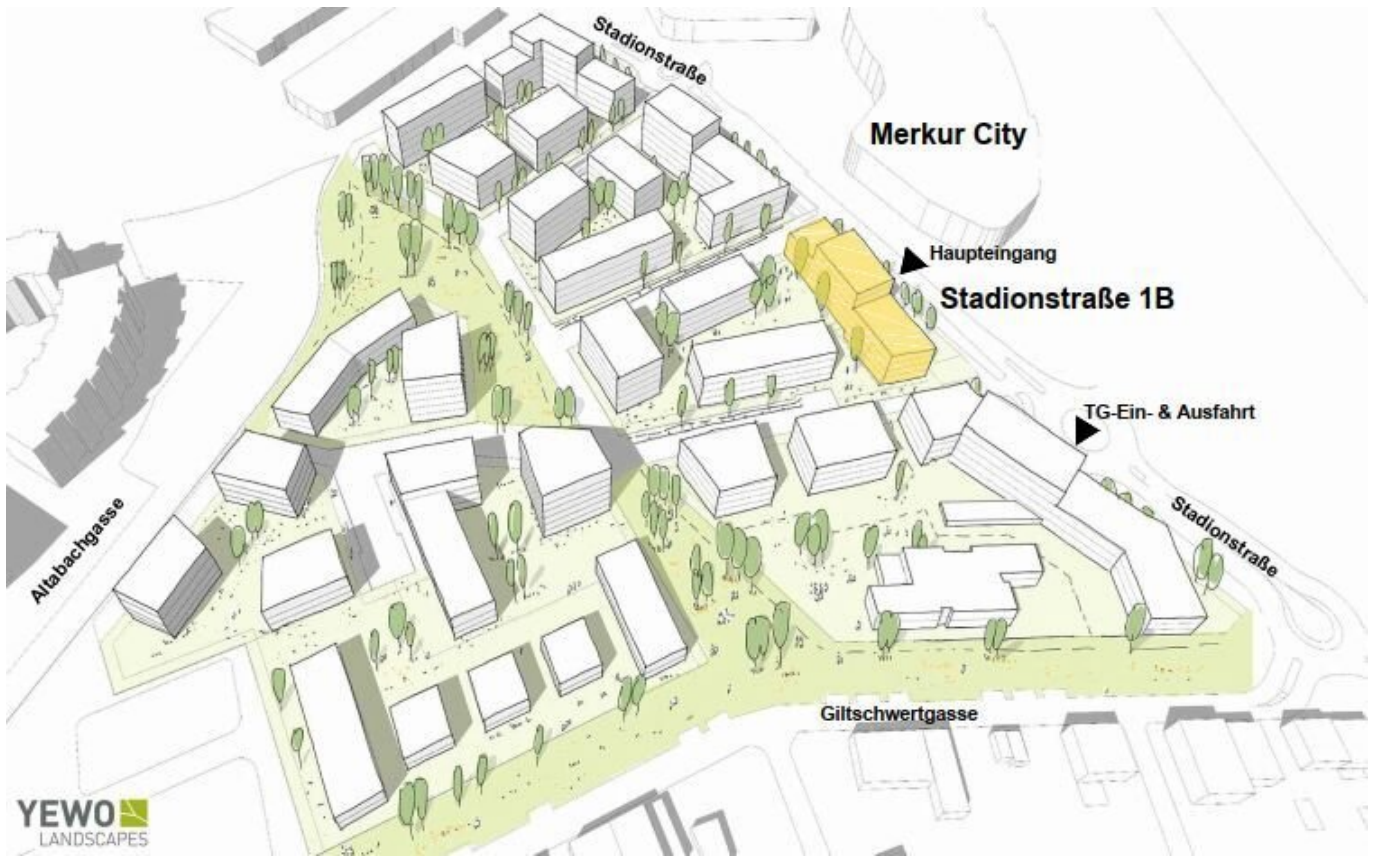 Stadionstraße
Merkur City
Haupteingang
Stadionstraße 1B
TG-Ein- & Ausfahrt
Stadionstraße
Altabachgasse
Giltschwertgasse
YEWO
LANDSCAPES